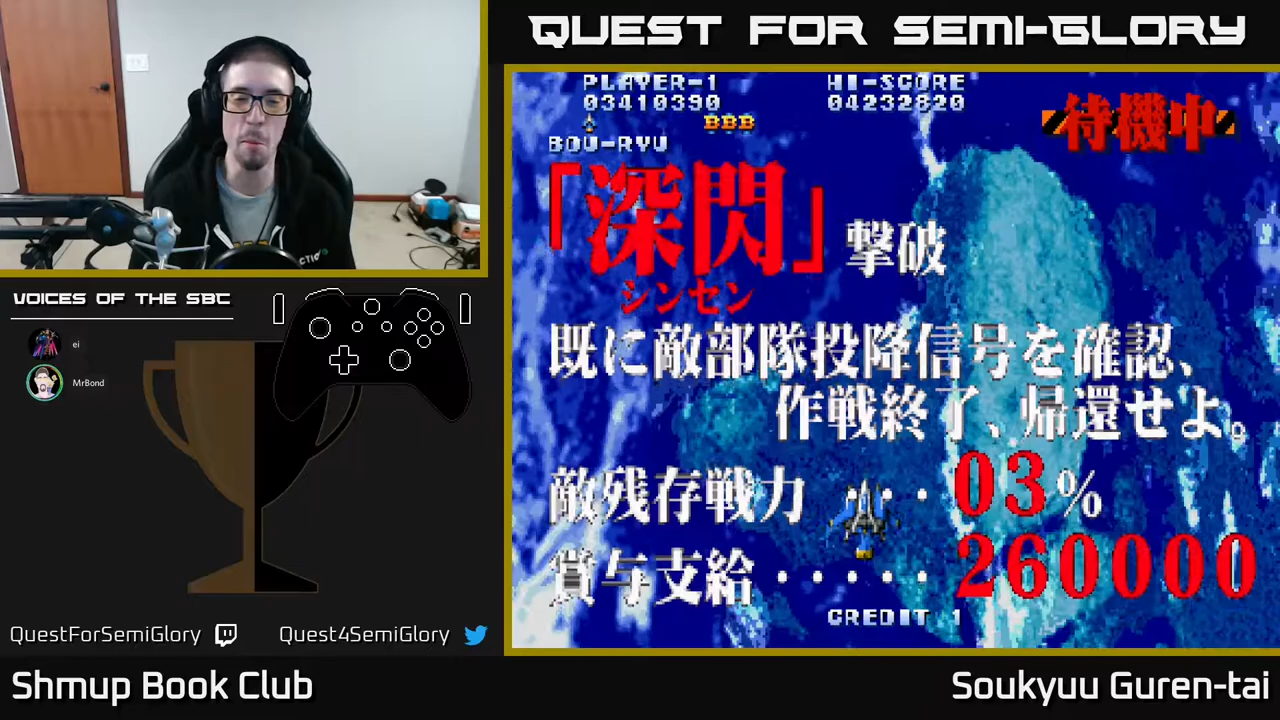 QUEST FOR SEMI-GLORY
PLAYER-1
03410390
BBB
BOU-RYU
HI-SCORE
04232820
待機中
「深閃」撃破
シンセン
既に敵部隊投降信号を確認、
作戦終了、帰還せよ。
敵残存戦力・・・03%
賞与支給・・・・・260000
CREDIT 1
VOICES OF THE SBC
ei
MrBond
QuestForSemiGlory
Quest4SemiGlory
Shmup Book Club
Soukyuu Guren-tai